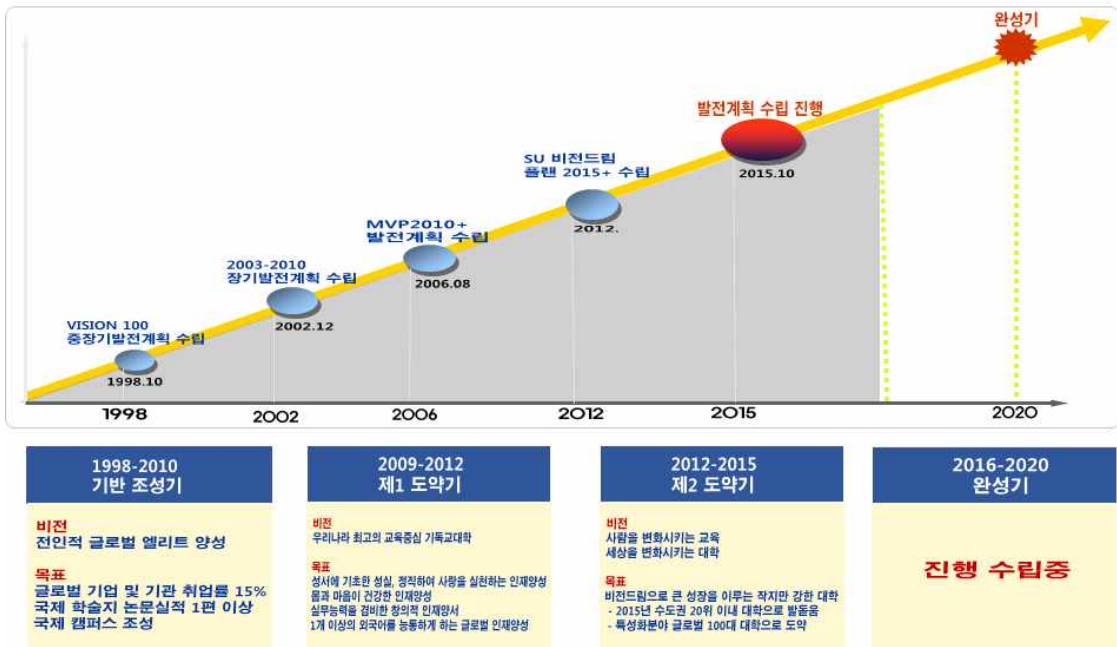 완성기
발전계획 수립 진행
2015.10
SU 비전드림
플랜 2015+ 수립
2012.
MVP2010+
발전계획 수립
2006.08
2003-2010
장기발전계획 수립
2002.12
VISION 100
중장기발전계획 수립
1998.10
1998
2002
2006
2012
2015
2020
1998-2010
기반 조성기
비전
전인적 글로벌 엘리트 양성
목표
글로벌 기업 및 기관 취업률 15%
국제 학술지 논문실적 1편 이상
국제 캠퍼스 조성
2009-2012
제1 도약기
비전
우리나라 최고의 교육중심 기독교대학
목표
성서에 기초한 성실, 정직하여 사랑을 실천하는 인재양성
몸과 마음이 건강한 인재양성
실무능력을 겸비한 창의적 인재양서
1개 이상의 외국어를 능통하게 하는 글로벌 인재양성
2012-2015
제2 도약기
비전
사람을 변화시키는 교육
세상을 변화시키는 대학
목표
비전드림으로 큰 성장을 이루는 작지만 강한 대학
- 2015년 수도권 20위 이내 대학으로 발돋움
- 특성화분야 글로벌 100대 대학으로 도약
2016-2020
완성기
진행 수립중